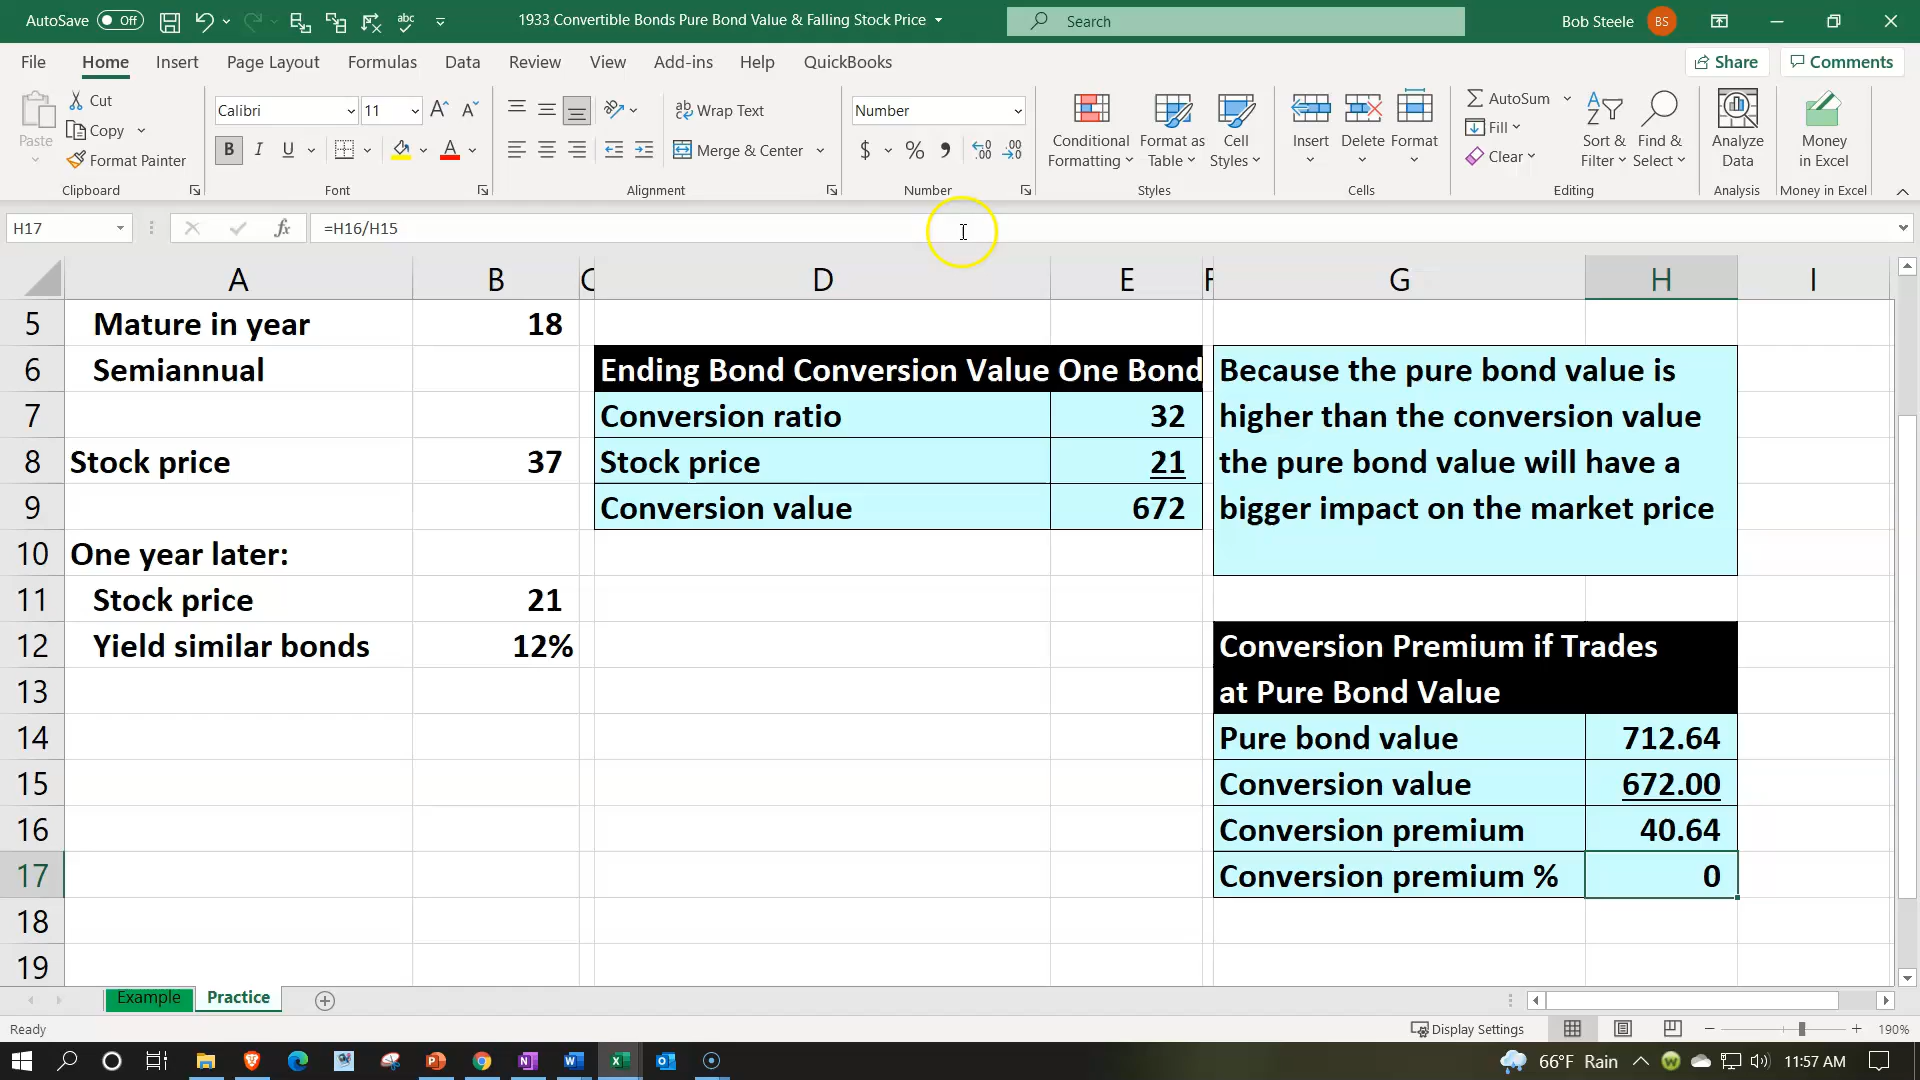 AutoSave Off 1933 Convertible Bonds Pure Bond Value & Falling Stock Price Search Bob Steele BS
File Home Insert Page Layout Formulas Data Review View Add-ins Help QuickBooks Share Comments
Paste
Cut
Copy
Format Painter
Clipboard
Calibri 11
B I U
Font
Wrap Text
Merge & Center
Alignment
Number
$ % ,
Number
Conditional Formatting
Format as Table
Cell Styles
Styles
Insert Delete Format
Cells
AutoSum
Fill
Clear
Sort & Filter
Find & Select
Editing
Analyze Data
Analysis
Money in Excel
Money in Excel
H17 fx =H16/H15
A B C D E F G H I
5 Mature in year 18
6 Semiannual Ending Bond Conversion Value One Bond Because the pure bond value is
7 Conversion ratio 32 higher than the conversion value
8 Stock price 37 Stock price 21 the pure bond value will have a
9 Conversion value 672 bigger impact on the market price
10 One year later:
11 Stock price 21
12 Yield similar bonds 12% Conversion Premium if Trades
13 at Pure Bond Value
14 Pure bond value 712.64
15 Conversion value 672.00
16 Conversion premium 40.64
17 Conversion premium % 0
18
19
Example Practice
Ready Display Settings 190%
66°F Rain 11:57 AM